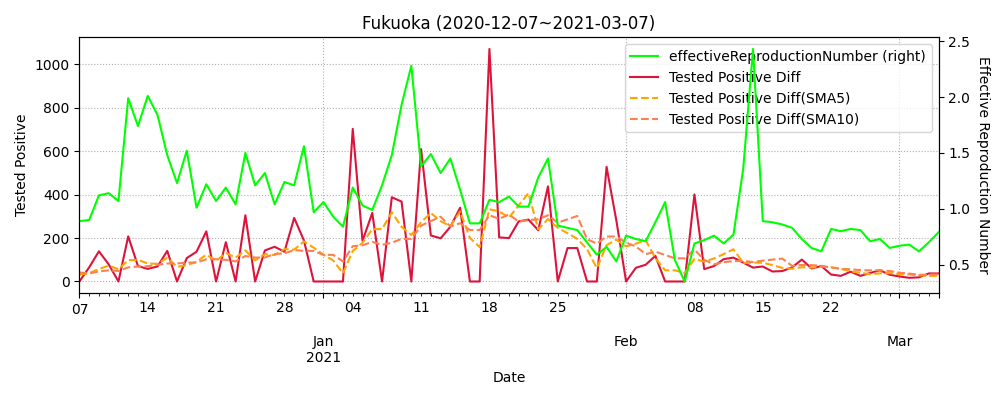 Fukuoka (2020-12-07~2021-03-07)
effectiveReproductionNumber (right)
Tested Positive Diff
Tested Positive Diff(SMA5)
Tested Positive Diff(SMA10)
Tested Positive
1000
800
600
400
200
0
2.5
2.0
1.5
1.0
0.5
Effective Reproduction Number
07 14 21 28 04 11 18 25 08 15 22
Jan Feb Mar
2021
Date